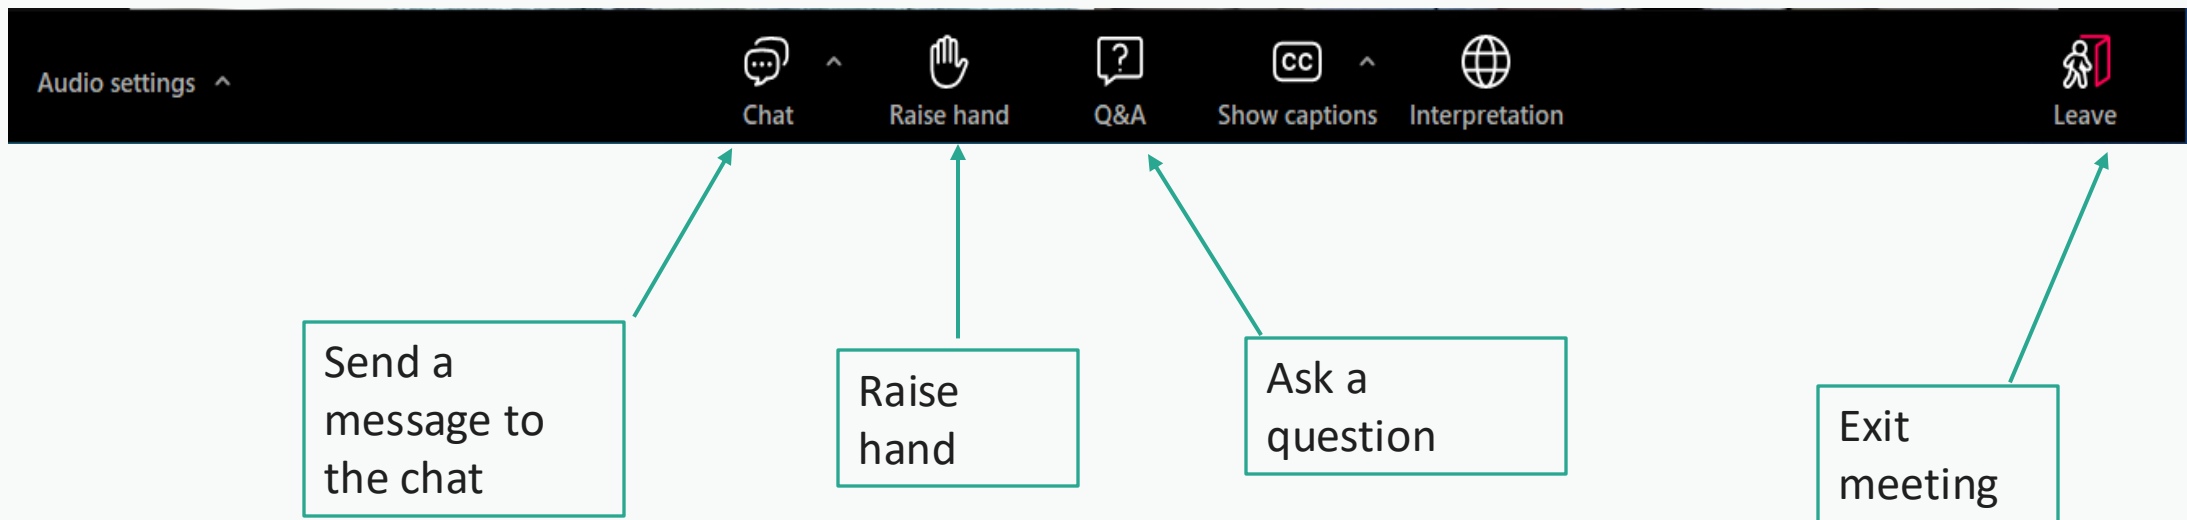 Audio settings
Chat
Raise hand
Q&A
CC
Show captions
Interpretation
Leave
Send a
message to
the chat
Raise
hand
Ask a
question
Exit
meeting